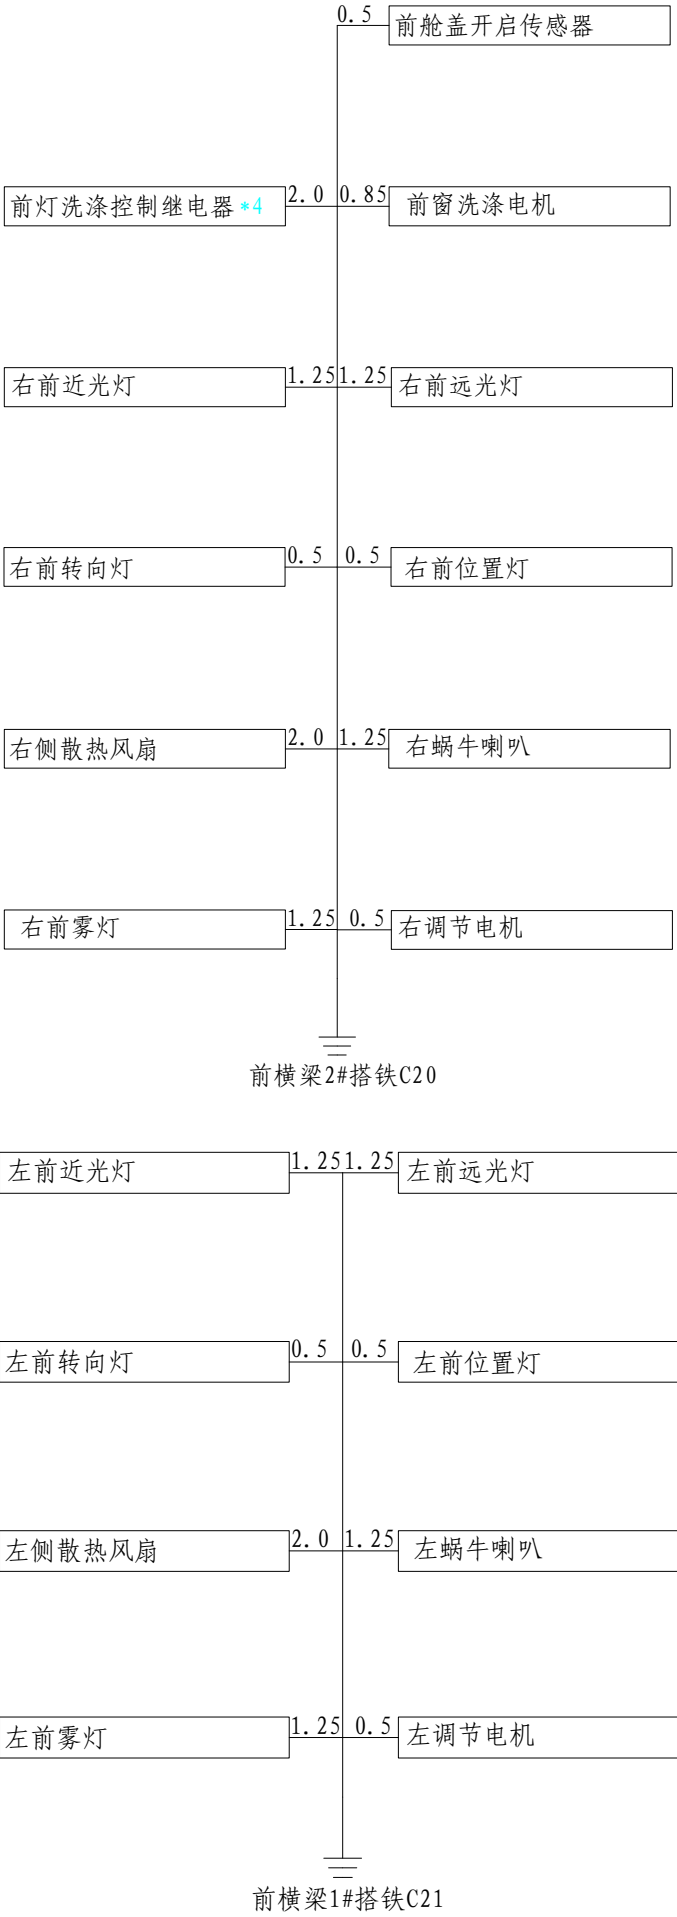 0.5 前舱盖开启传感器
前灯洗涤控制继电器*4 2.0 0.85 前窗洗涤电机
右前近光灯 1.25 1.25 右前远光灯
右前转向灯 0.5 0.5 右前位置灯
右侧散热风扇 2.0 1.25 右蜗牛喇叭
右前雾灯 1.25 0.5 右调节电机
前横梁2#搭铁C20
左前近光灯 1.25 1.25 左前远光灯
左前转向灯 0.5 0.5 左前位置灯
左侧散热风扇 2.0 1.25 左蜗牛喇叭
左前雾灯 1.25 0.5 左调节电机
前横梁1#搭铁C21